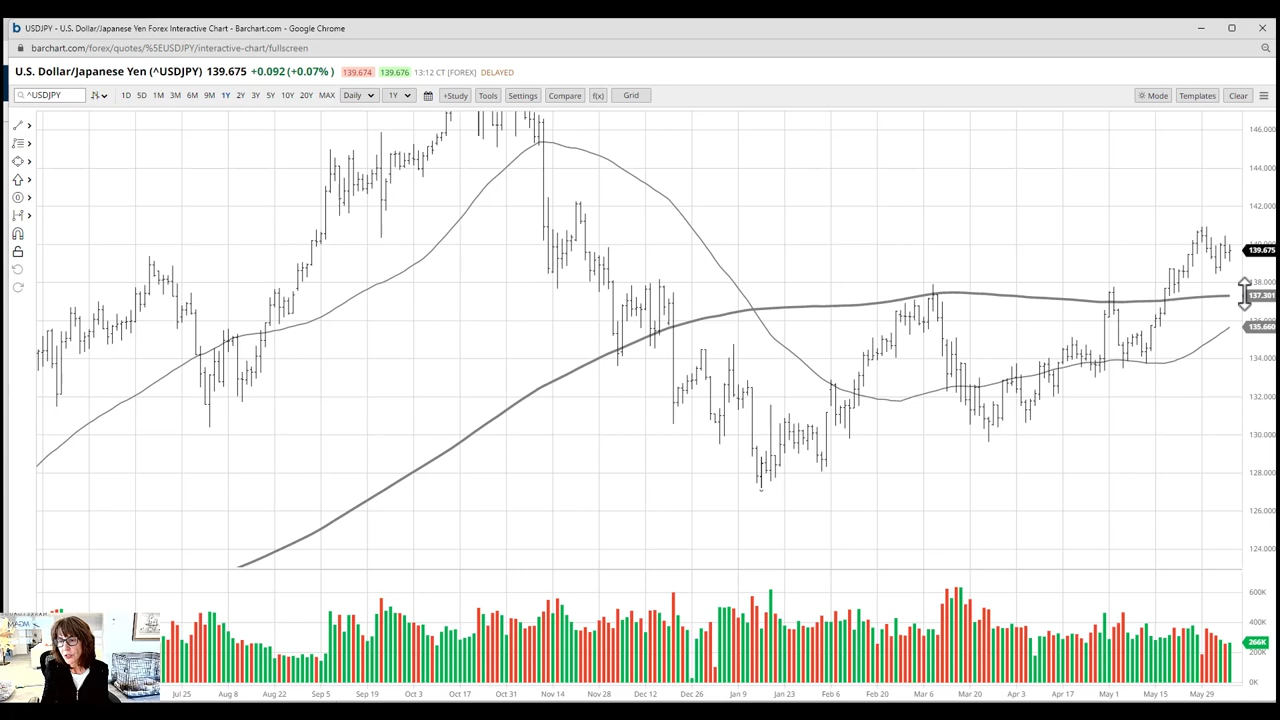 USDJPY - U.S. Dollar/Japanese Yen Forex Interactive Chart - Barchart.com - Google Chrome
barchart.com/forex/quotes/%5EUSDJPY/interactive-chart/fullscreen
U.S. Dollar/Japanese Yen (^USDJPY) 139.675 +0.092 (+0.07%) 139.674 139.676 13:12 CT [FOREX] DELAYED
^USDJPY 1D 5D 1M 3M 6M 9M 1Y 2Y 3Y 5Y 10Y 20Y MAX Daily 1Y +Study Tools Settings Compare f(x) Grid Mode Templates Clear
146.000
144.000
142.000
139.675
138.000
137.301
135.660
134.000
132.000
130.000
128.000
126.000
124.000
600K
400K
266K
200K
0K
Jul 25 Aug 8 Aug 22 Sep 5 Sep 19 Oct 3 Oct 17 Oct 31 Nov 14 Nov 28 Dec 12 Dec 26 Jan 9 Jan 23 Feb 6 Feb 20 Mar 6 Mar 20 Apr 3 Apr 17 May 1 May 15 May 29